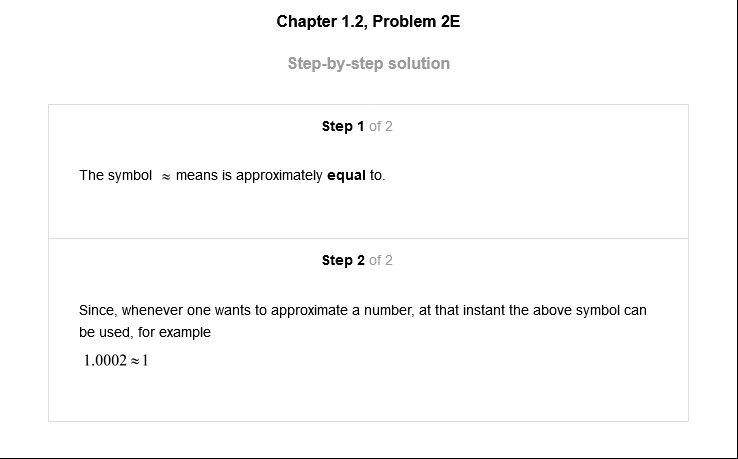 Chapter 1.2, Problem 2E
Step-by-step solution
Step 1 of 2
The symbol ≈ means is approximately equal to.
Step 2 of 2
Since, whenever one wants to approximate a number, at that instant the above symbol can
be used, for example
1.0002 ≈ 1